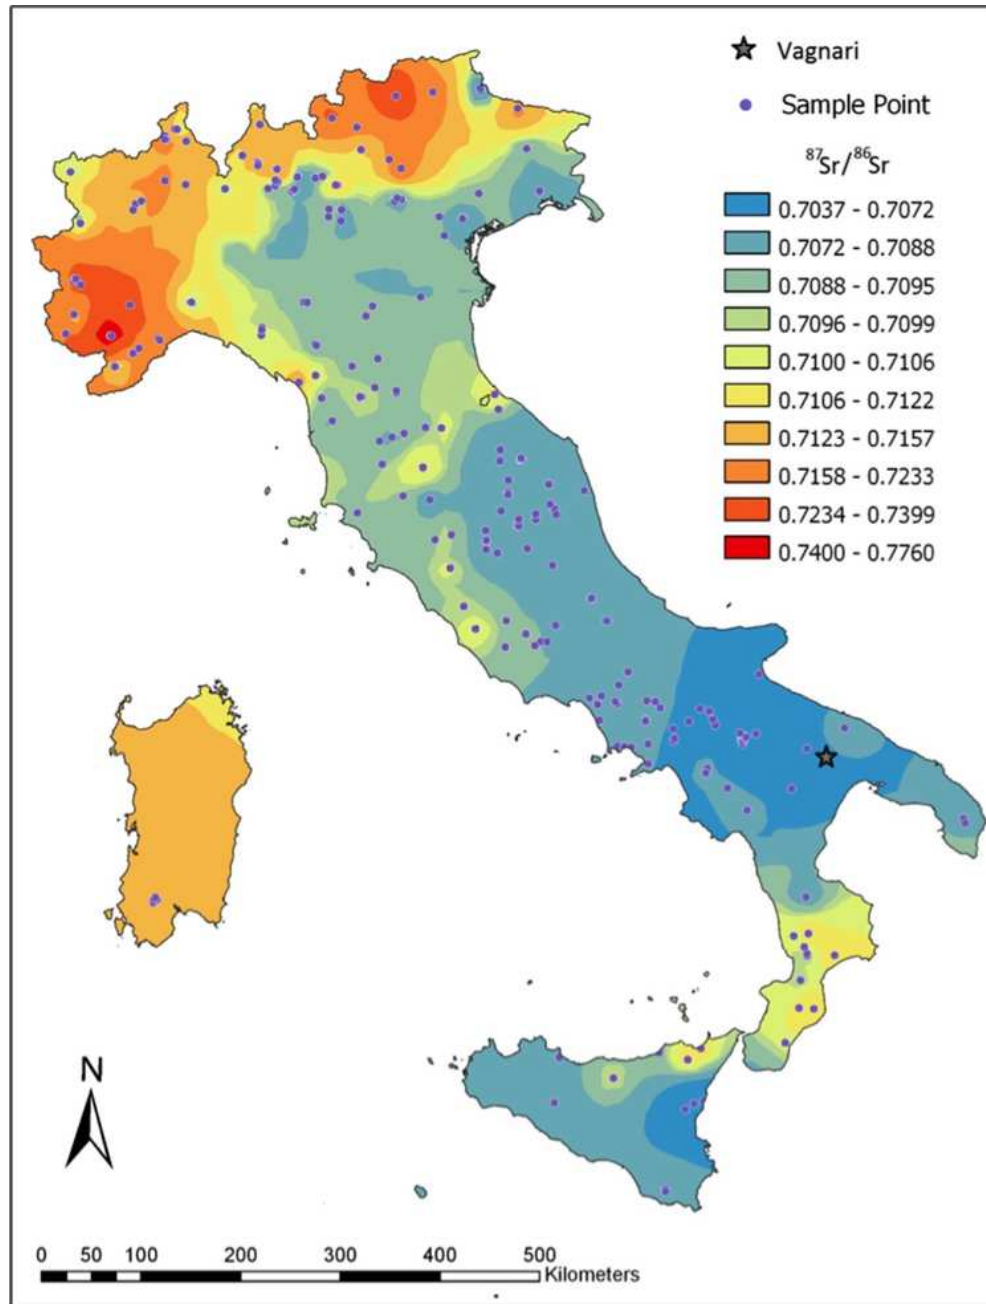 Vagnari
Sample Point
87Sr/86Sr
0.7037 - 0.7072
0.7072 - 0.7088
0.7088 - 0.7095
0.7096 - 0.7099
0.7100 - 0.7106
0.7106 - 0.7122
0.7123 - 0.7157
0.7158 - 0.7233
0.7234 - 0.7399
0.7400 - 0.7760
N
0 50 100 200 300 400 500
Kilometers